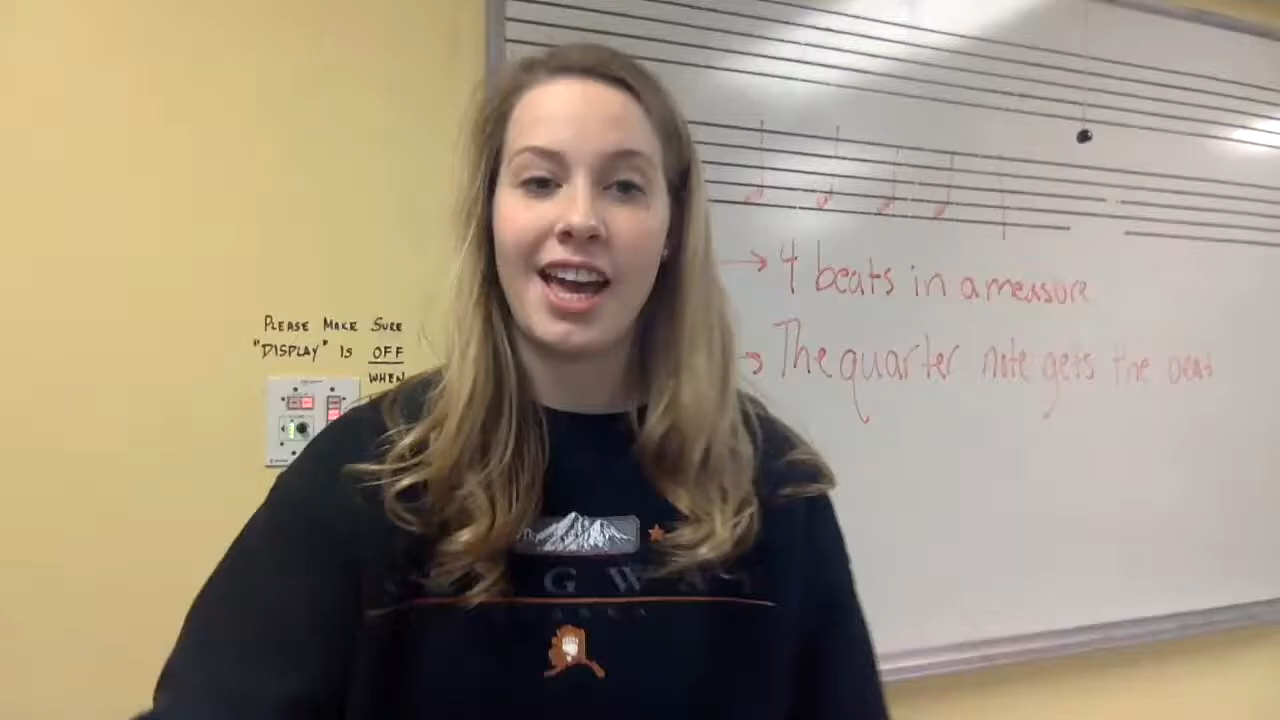 → 4 beats in a measure
→ The quarter note gets the beat
PLEASE MAKE SURE
"DISPLAY" IS OFF
WHEN
G W